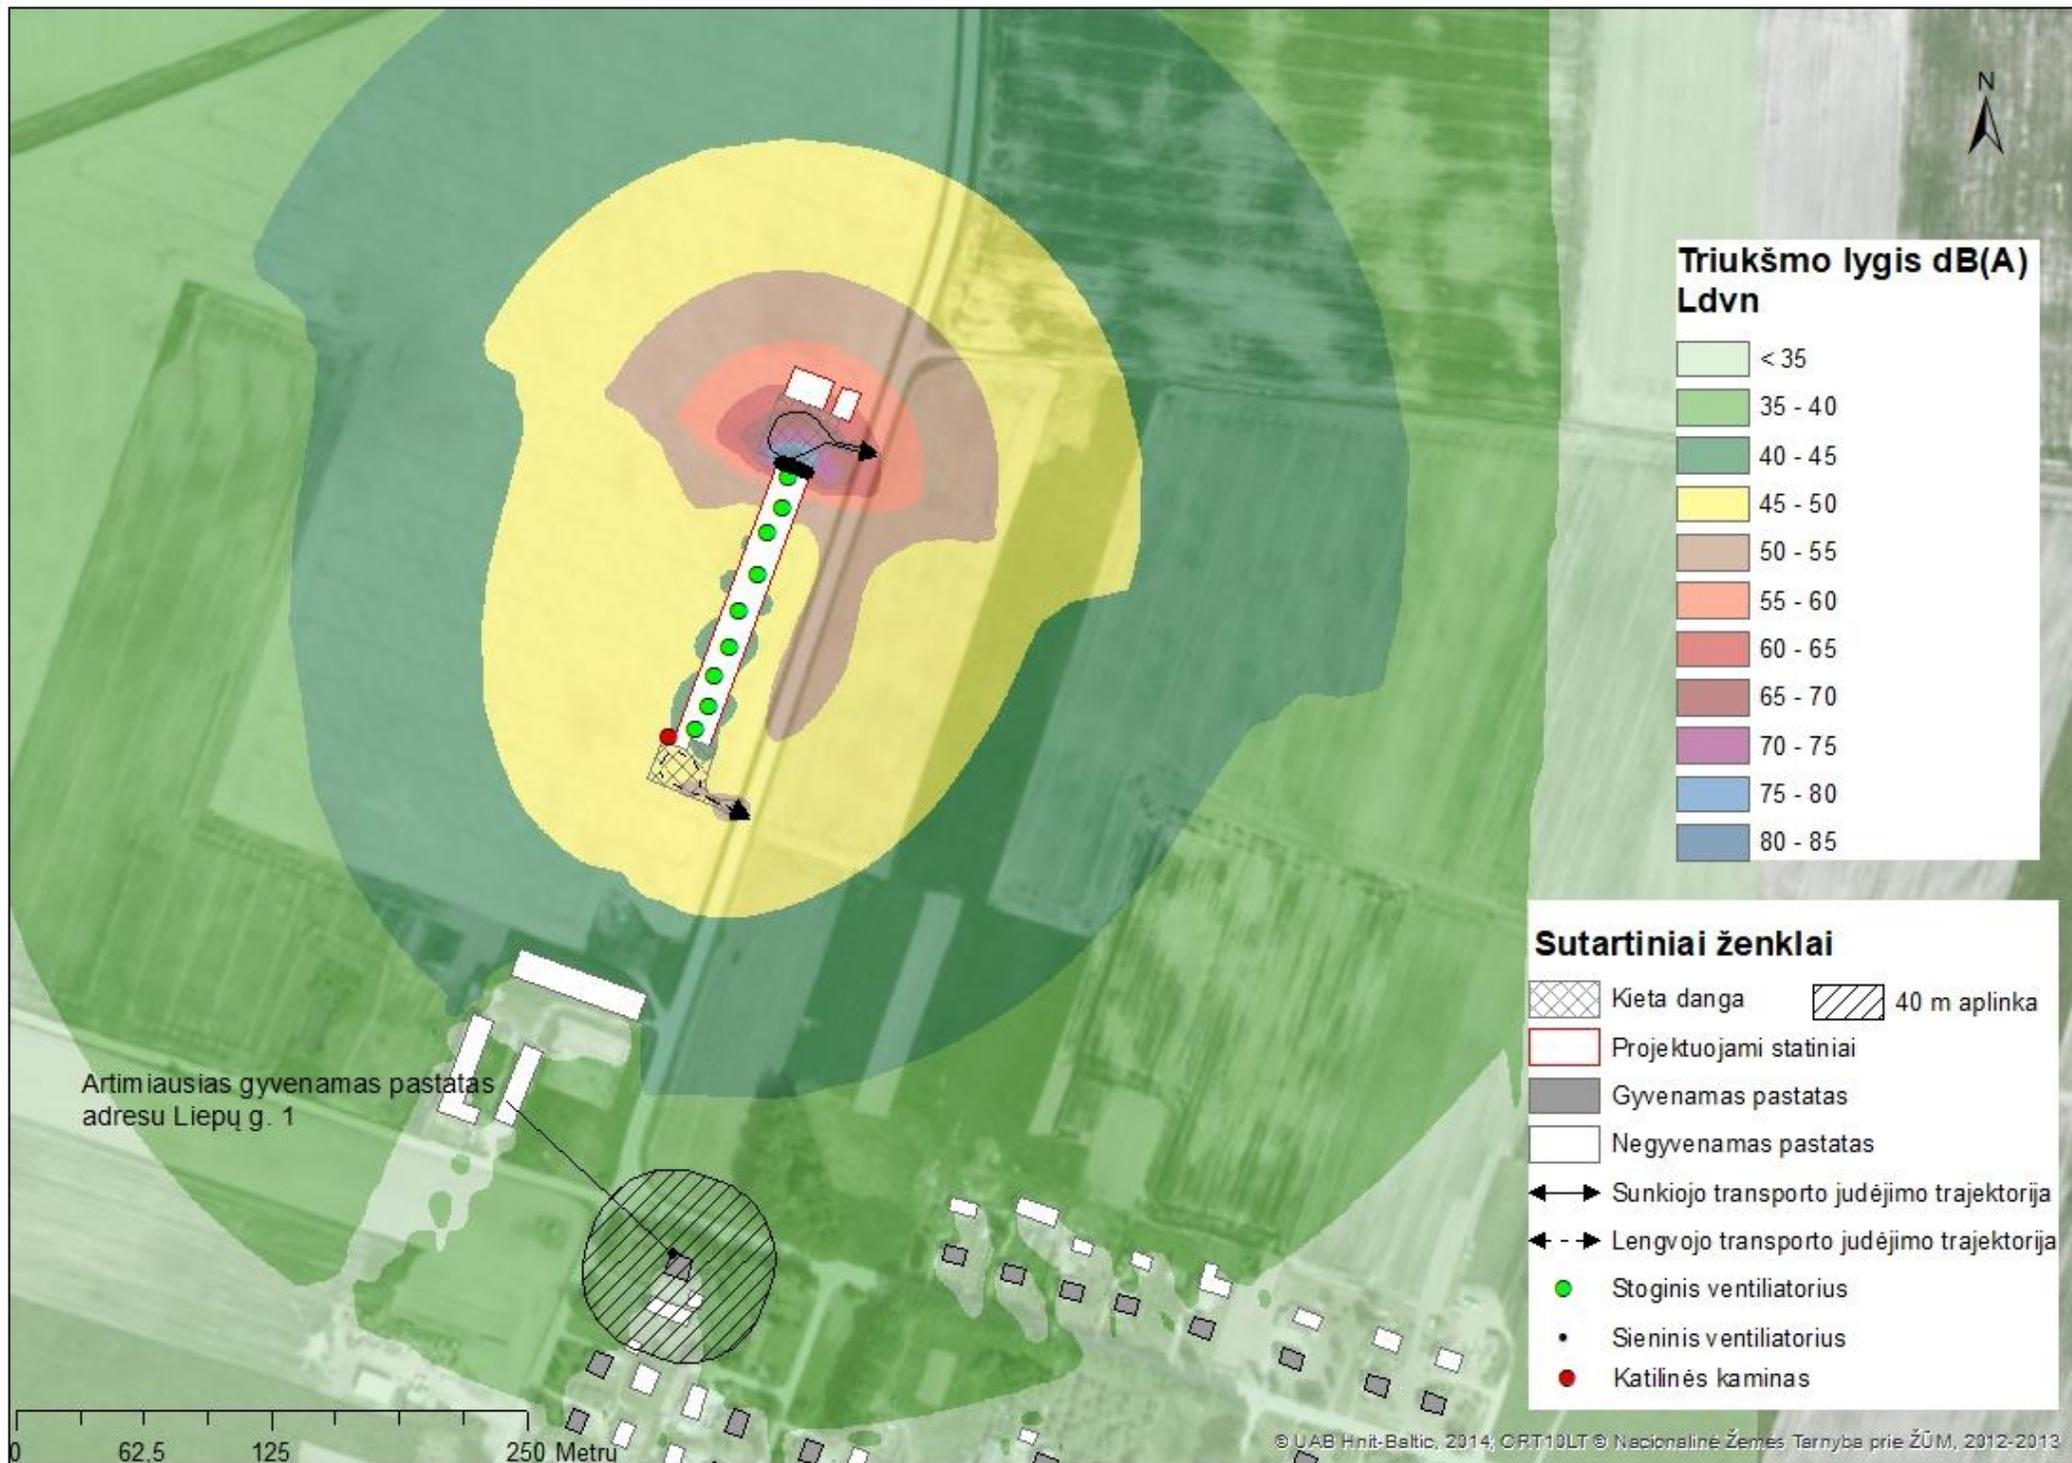 N
Triukšmo lygis dB(A)
Ldvn
< 35
35 - 40
40 - 45
45 - 50
50 - 55
55 - 60
60 - 65
65 - 70
70 - 75
75 - 80
80 - 85
Sutartiniai ženklai
Kieta danga
40 m aplinka
Projektuojami statiniai
Gyvenamas pastatas
Negyvenamas pastatas
Sunkiojo transporto judėjimo trajektorija
Lengvojo transporto judėjimo trajektorija
Stoginis ventiliatorius
Sieninis ventiliatorius
Katilinės kaminas
Artimiausias gyvenamas pastatas
adresu Liepų g. 1
0 62,5 125 250 Metrų
© UAB Hnit-Baltic, 2014; ORT10LT © Nacionalinė Žemės Tarnyba prie ŽŪM, 2012-2013